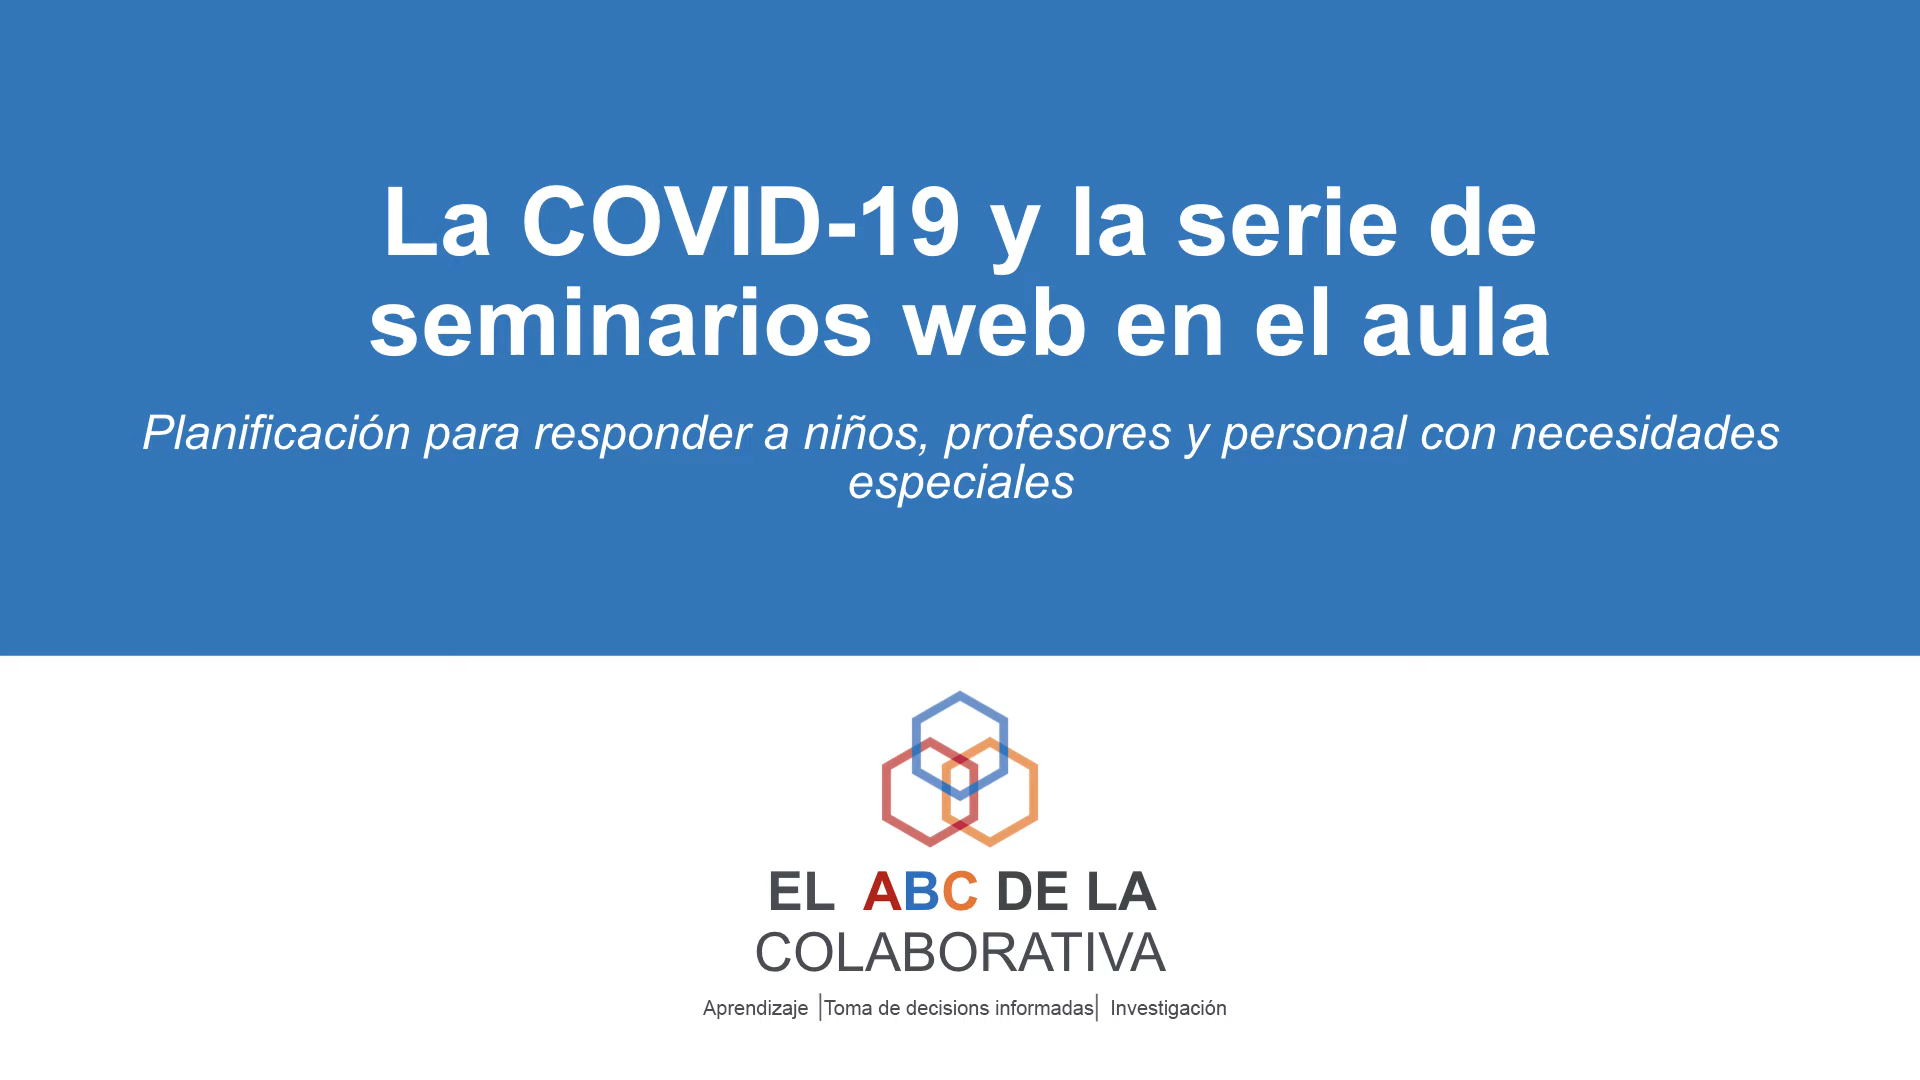 La COVID-19 y la serie de
seminarios web en el aula
Planificación para responder a niños, profesores y personal con necesidades
especiales
EL ABC DE LA
COLABORATIVA
Aprendizaje |Toma de decisions informadas| Investigación